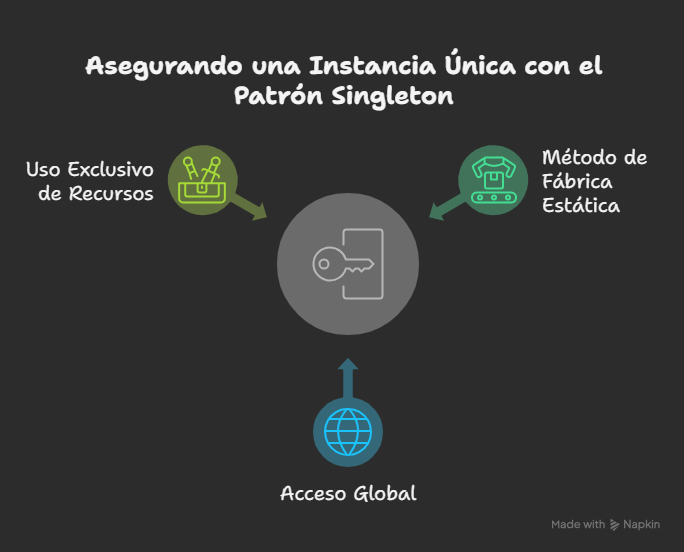 Asegurando una Instancia Única con el
Patrón Singleton
Uso Exclusivo
de Recursos
Método de
Fábrica
Estática
Acceso Global
Made with Napkin